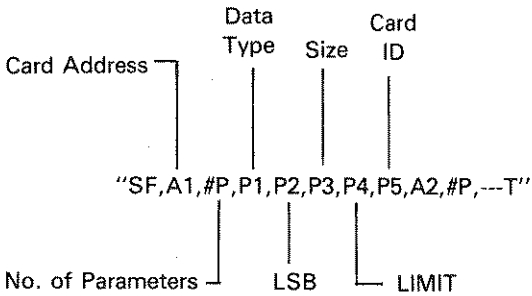 Data
Type
Size
Card
ID
Card Address
"SF,A1,#P,P1,P2,P3,P4,P5,A2,#P,---T"
No. of Parameters
LSB
LIMIT